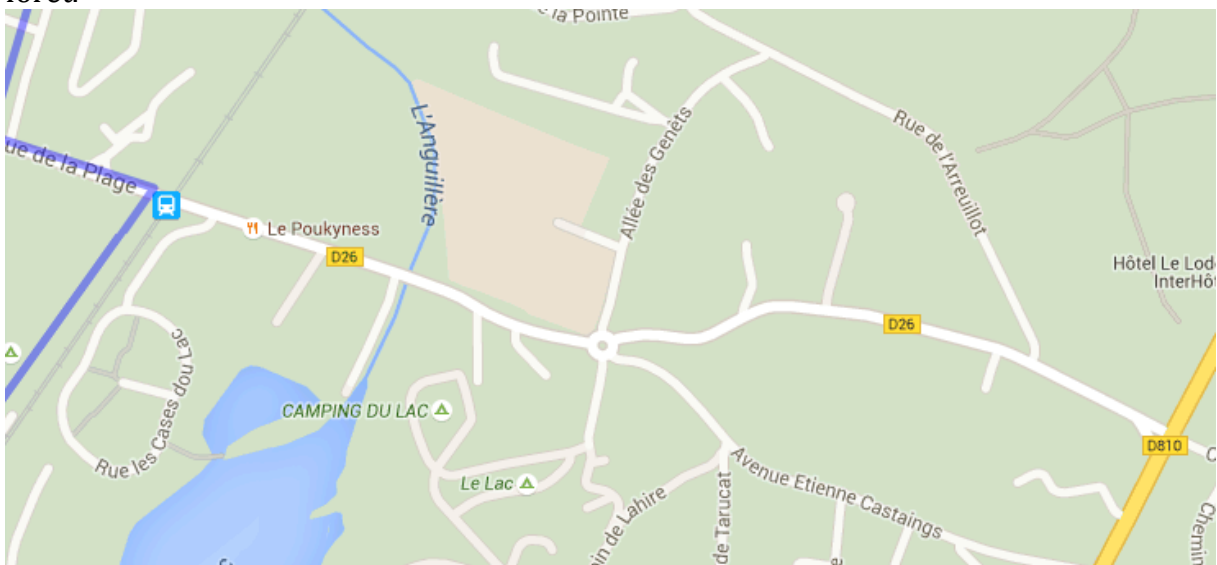 la Pointe
L'Anguillère
Allée des Genêts
Rue de l'Arreuillot
ue de la Plage
Le Poukyness
D26
Hôtel Le Lod
InterHôt
D26
Rue les Cases dou Lac
CAMPING DU LAC
D810
Le Lac
Avenue Etienne Castaings
in de Lahire
de Tarucat
Chemin